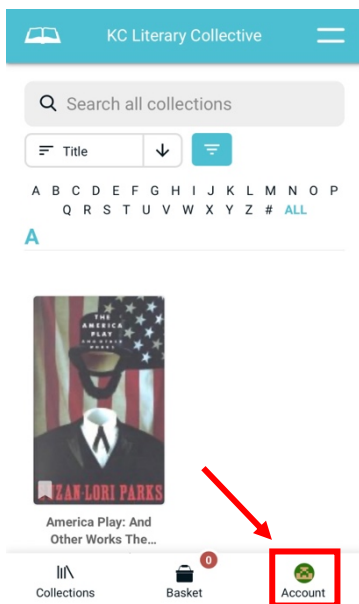 KC Literary Collective
Search all collections
Title
A B C D E F G H I J K L M N O P
Q R S T U V W X Y Z # ALL
A
THE
AMERICA
PLAY
AND OTHER
WORKS
UZAN-LORI PARKS
America Play: And
Other Works The...
0
Collections
Basket
Account